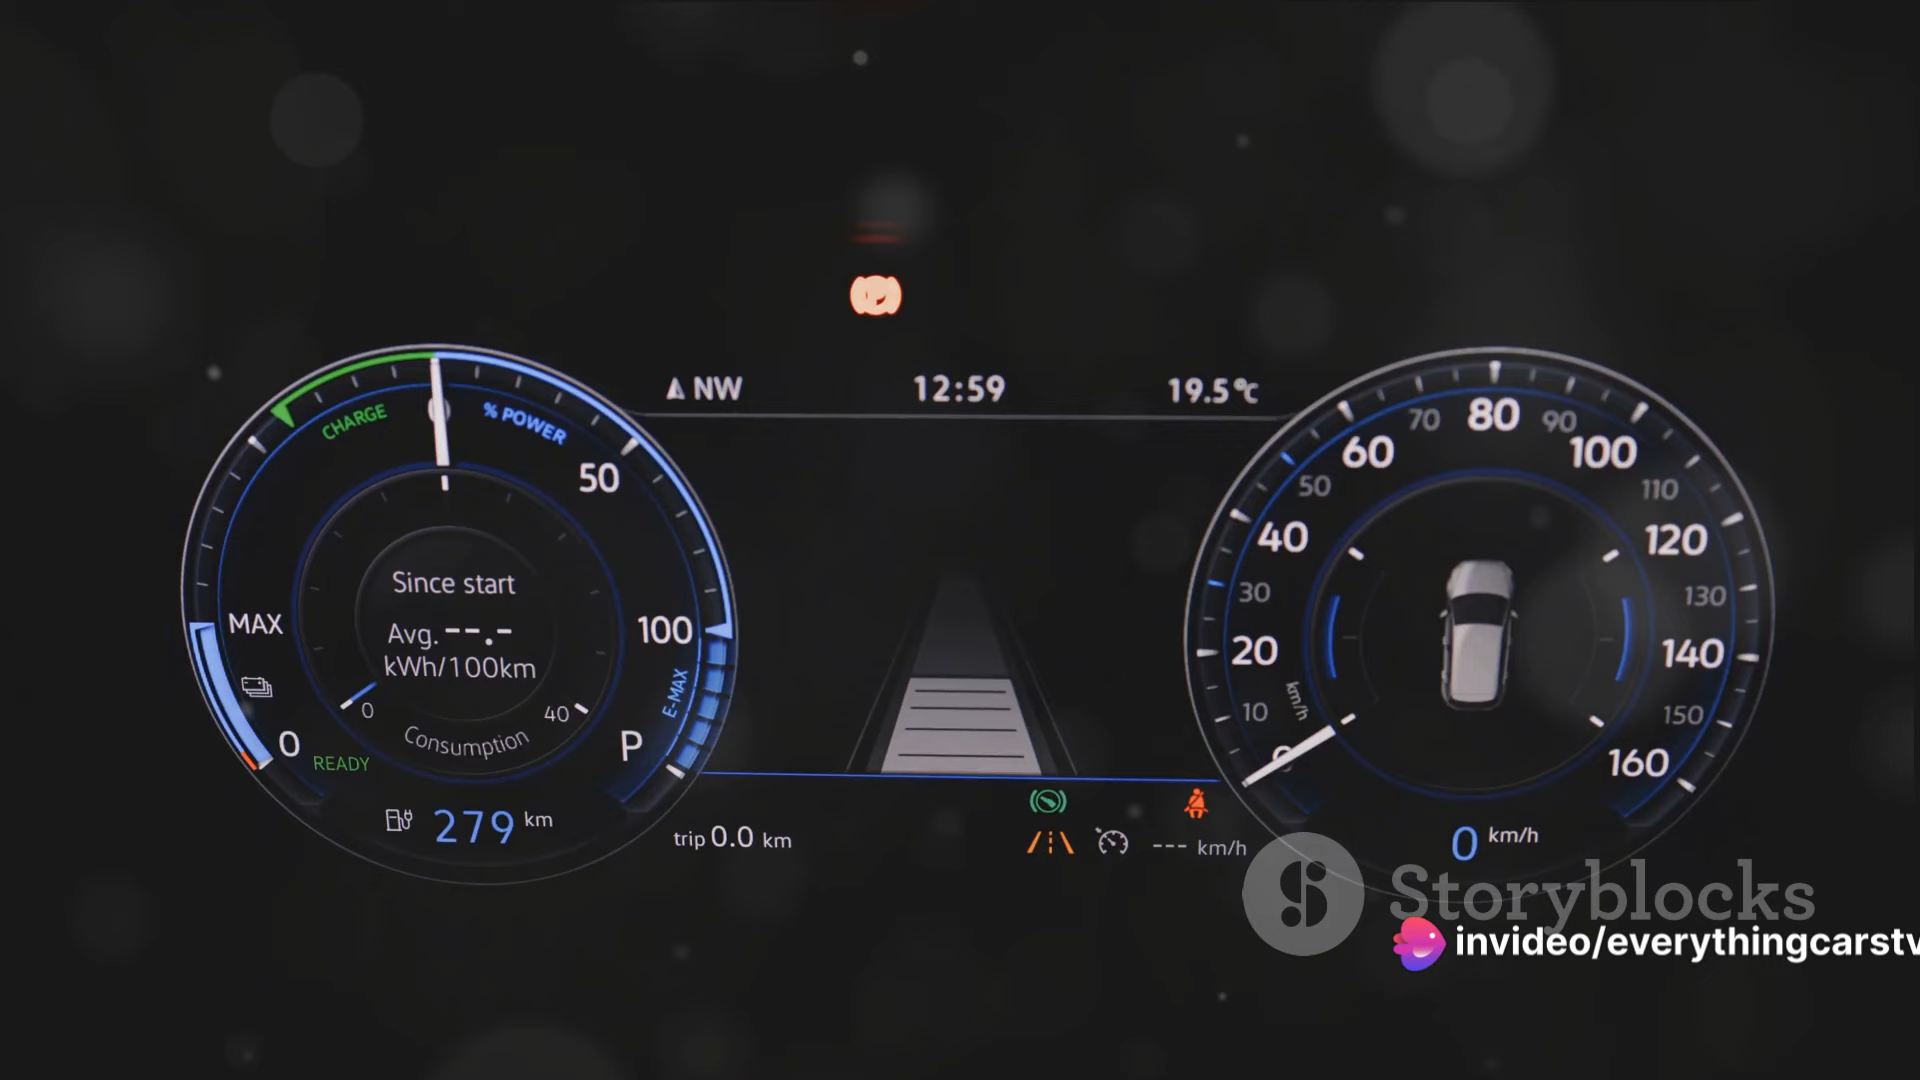 NW
12:59
19.5°C
CHARGE
% POWER
50
MAX
100
0
READY
P
E-MAX
Since start
Avg. --.-
kWh/100km
0
40
Consumption
279 km
trip 0.0 km
--- km/h
0
10
20
30
40
50
60
70
80
90
100
110
120
130
140
150
160
km/h
0 km/h
Storyblocks
invideo/everythingcarstv